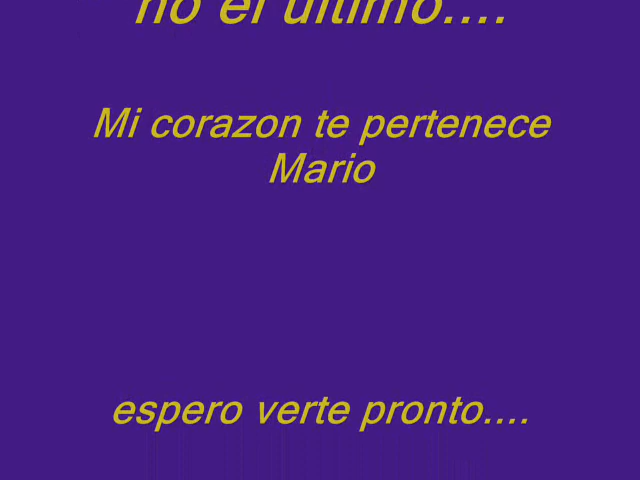 no el ultimo....
Mi corazon te pertenece
Mario
espero verte pronto....